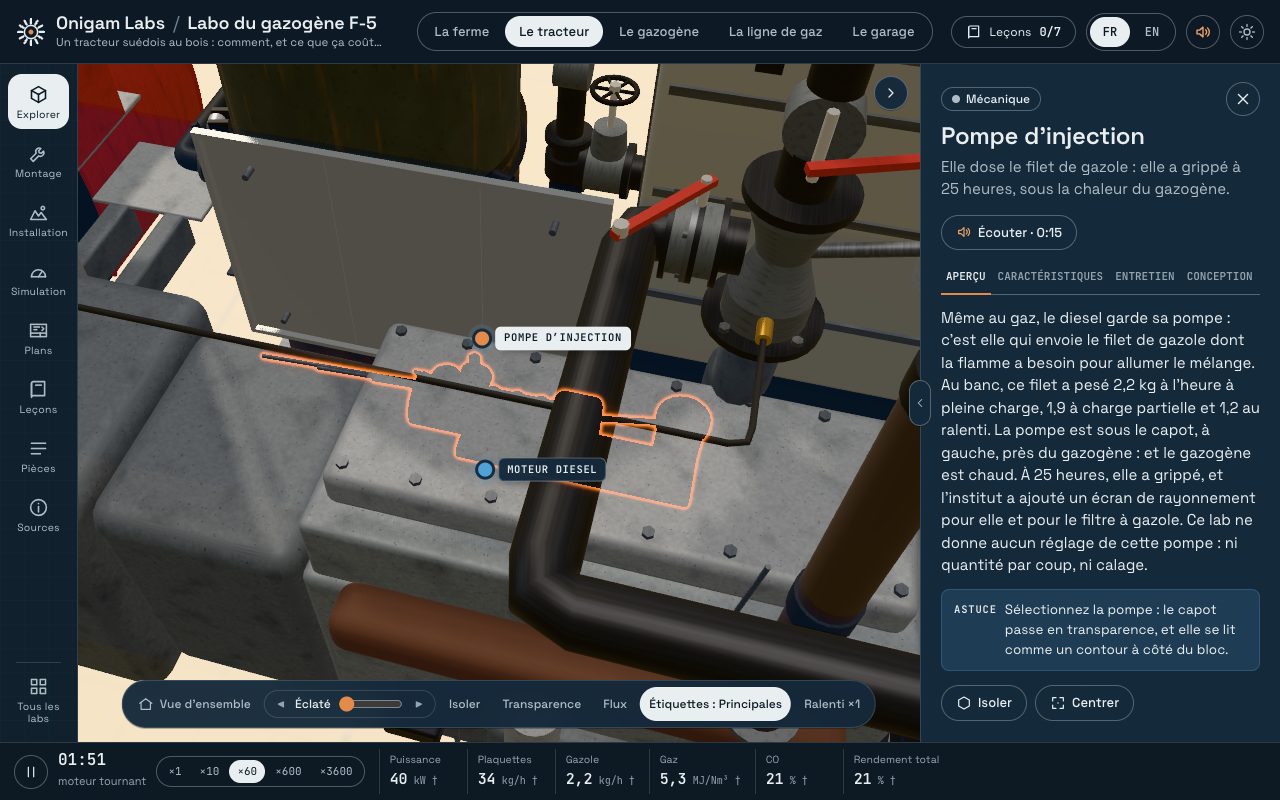 Onigam Labs / Labo du gazogène F-5
Un tracteur suédois au bois : comment, et ce que ça coût…
La ferme
Le tracteur
Le gazogène
La ligne de gaz
Le garage
Leçons 0/7
FR
EN
Explorer
Montage
Installation
Simulation
Plans
Leçons
Pièces
Sources
Tous les
labs
POMPE D’INJECTION
MOTEUR DIESEL
Vue d’ensemble
◄ Éclaté ►
Isoler
Transparence
Flux
Étiquettes : Principales
Ralenti ×1
Mécanique
Pompe d’injection
Elle dose le filet de gazole : elle a grippé à
25 heures, sous la chaleur du gazogène.
Écouter · 0:15
APERÇU
CARACTÉRISTIQUES
ENTRETIEN
CONCEPTION
Même au gaz, le diesel garde sa pompe :
c’est elle qui envoie le filet de gazole dont
la flamme a besoin pour allumer le mélange.
Au banc, ce filet a pesé 2,2 kg à l’heure à
pleine charge, 1,9 à charge partielle et 1,2 au
ralenti. La pompe est sous le capot, à
gauche, près du gazogène : et le gazogène
est chaud. À 25 heures, elle a grippé, et
l’institut a ajouté un écran de rayonnement
pour elle et pour le filtre à gazole. Ce lab ne
donne aucun réglage de cette pompe : ni
quantité par coup, ni calage.
ASTUCE Sélectionnez la pompe : le capot
passe en transparence, et elle se lit
comme un contour à côté du bloc.
Isoler
Centrer
01:51
moteur tournant
×1
×10
×60
×600
×3600
Puissance
40 kW †
Plaquettes
34 kg/h †
Gazole
2,2 kg/h †
Gaz
5,3 MJ/Nm³ †
CO
21 % †
Rendement total
21 % †